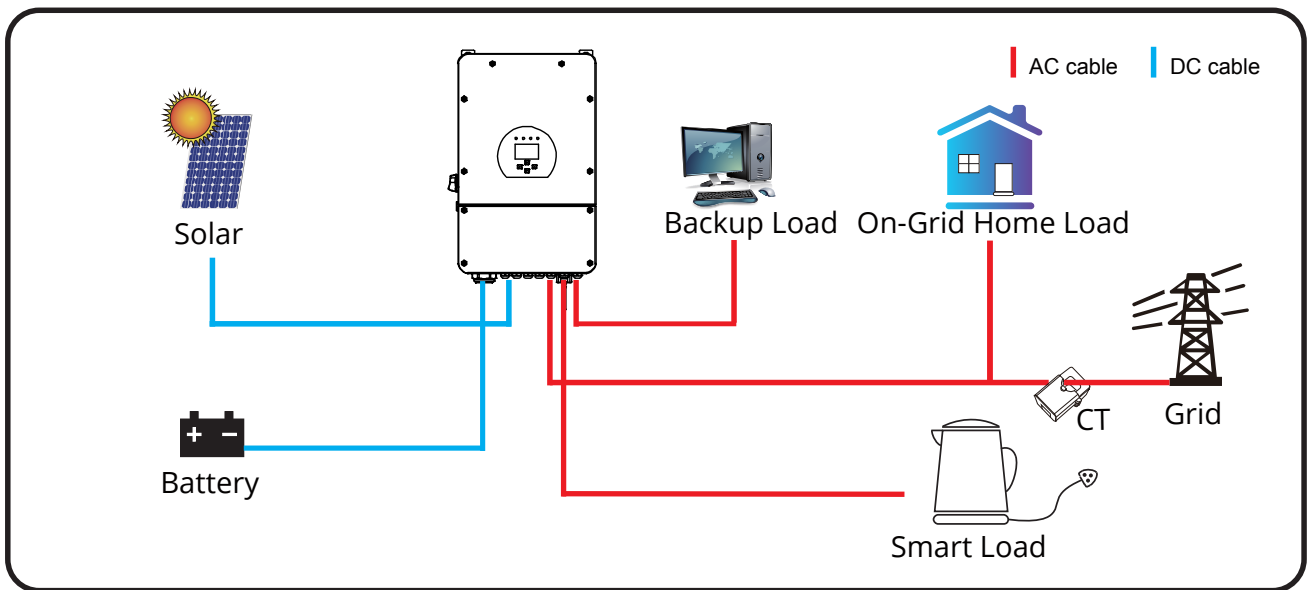 AC cable
DC cable
Solar
Backup Load
On-Grid Home Load
+ −
CT
Grid
Battery
Smart Load